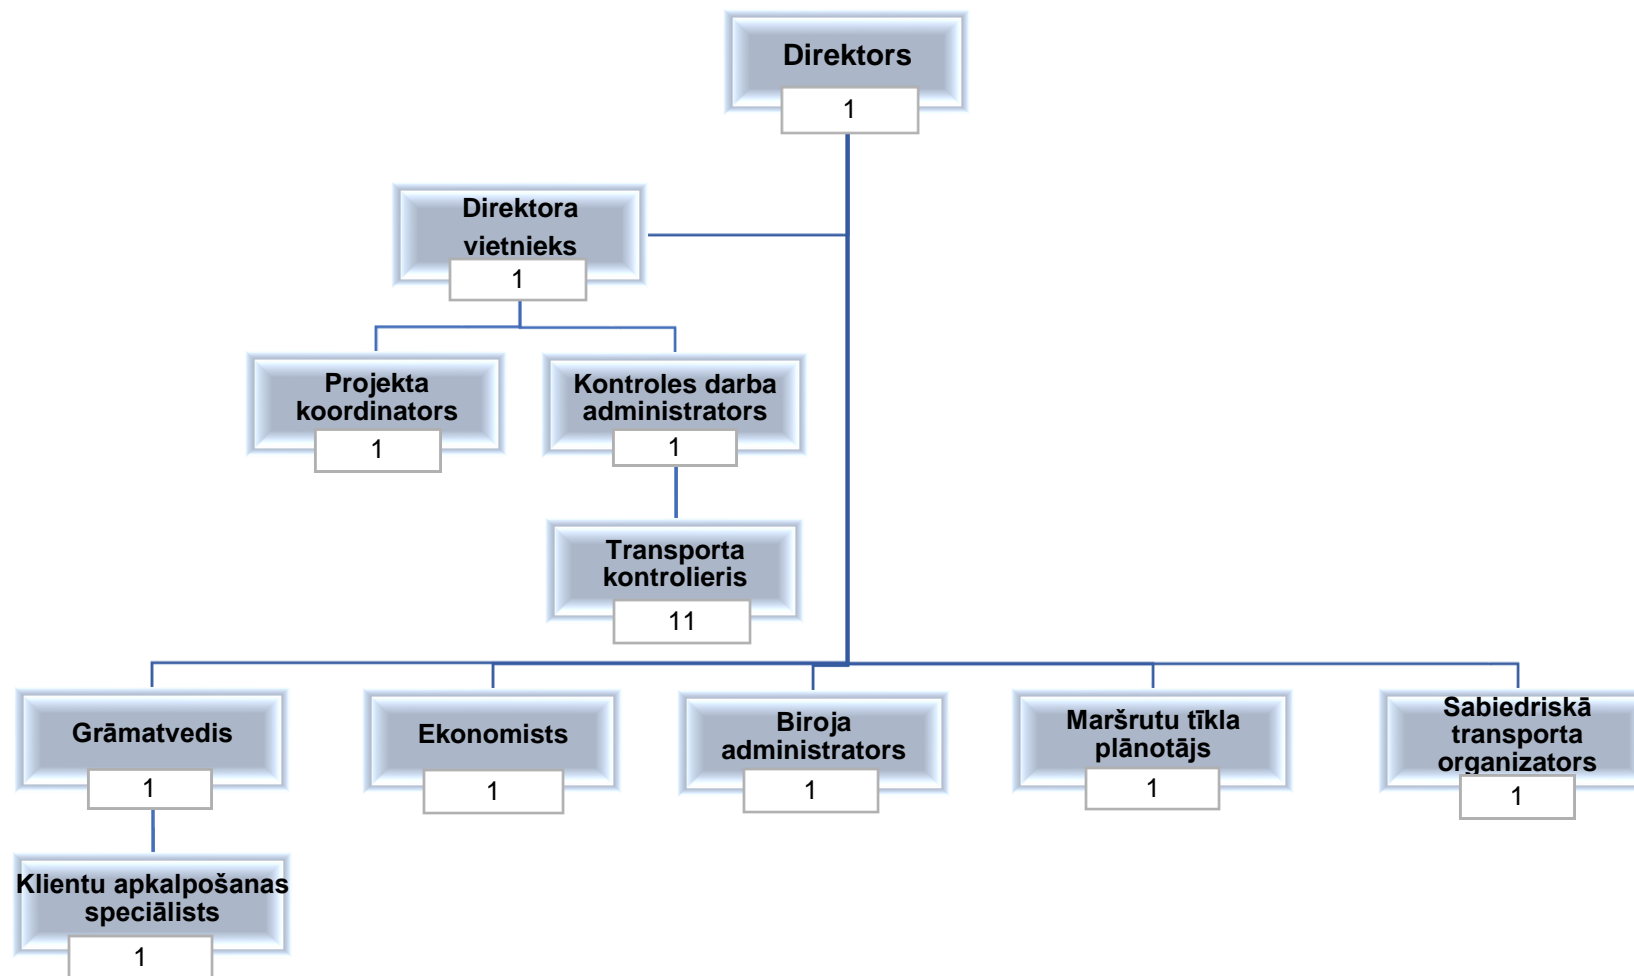 Direktors
1
Direktora
vietnieks
1
Projekta
koordinators
1
Kontroles darba
administrators
1
Transporta
kontrolieris
11
Grāmatvedis
1
Ekonomists
1
Biroja
administrators
1
Maršrutu tīkla
plānotājs
1
Sabiedriskā
transporta
organizators
1
Klientu apkalpošanas
speciālists
1